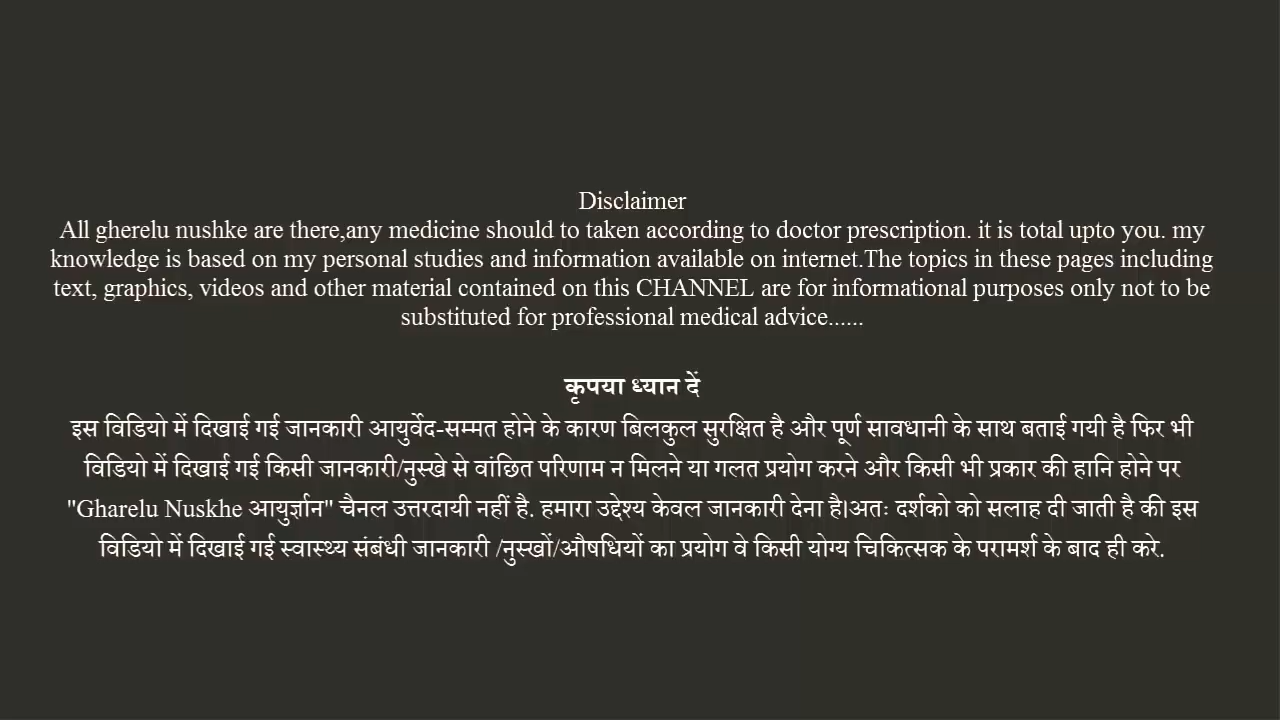 Disclaimer
All gherelu nushke are there,any medicine should to taken according to doctor prescription. it is total upto you. my
knowledge is based on my personal studies and information available on internet.The topics in these pages including
text, graphics, videos and other material contained on this CHANNEL are for informational purposes only not to be
substituted for professional medical advice......
कृपया ध्यान दें
इस विडियो में दिखाई गई जानकारी आयुर्वेद-सम्मत होने के कारण बिलकुल सुरक्षित है और पूर्ण सावधानी के साथ बताई गयी है फिर भी
विडियो में दिखाई गई किसी जानकारी/नुस्खे से वांछित परिणाम न मिलने या गलत प्रयोग करने और किसी भी प्रकार की हानि होने पर
"Gharelu Nuskhe आयुर्ज्ञान" चैनल उत्तरदायी नहीं है. हमारा उद्देश्य केवल जानकारी देना है।अतः दर्शको को सलाह दी जाती है की इस
विडियो में दिखाई गई स्वास्थ्य संबंधी जानकारी /नुस्खों/औषधियों का प्रयोग वे किसी योग्य चिकित्सक के परामर्श के बाद ही करे.